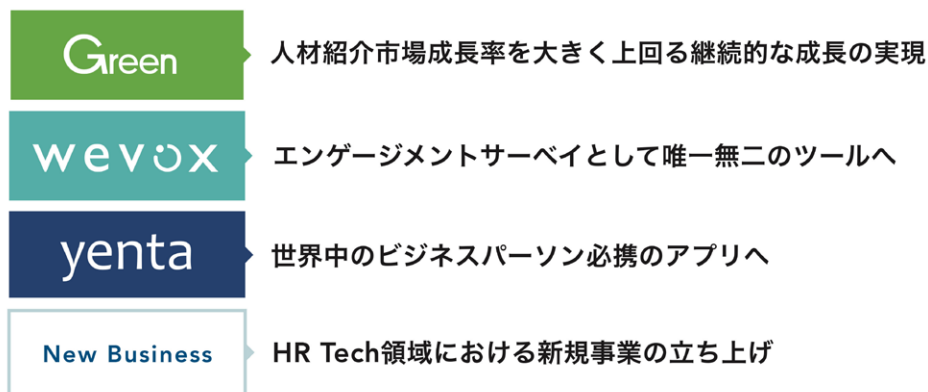 Green
人材紹介市場成長率を大きく上回る継続的な成長の実現
wevox
エンゲージメントサーベイとして唯一無二のツールへ
yenta
世界中のビジネスパーソン必携のアプリへ
New Business
HR Tech領域における新規事業の立ち上げ